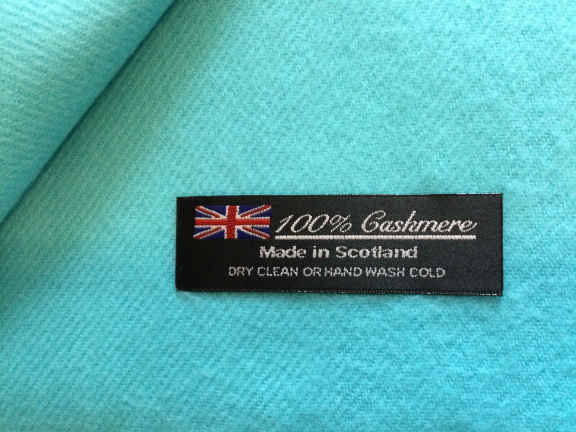 100% Cashmere
Made in Scotland
DRY CLEAN OR HAND WASH COLD